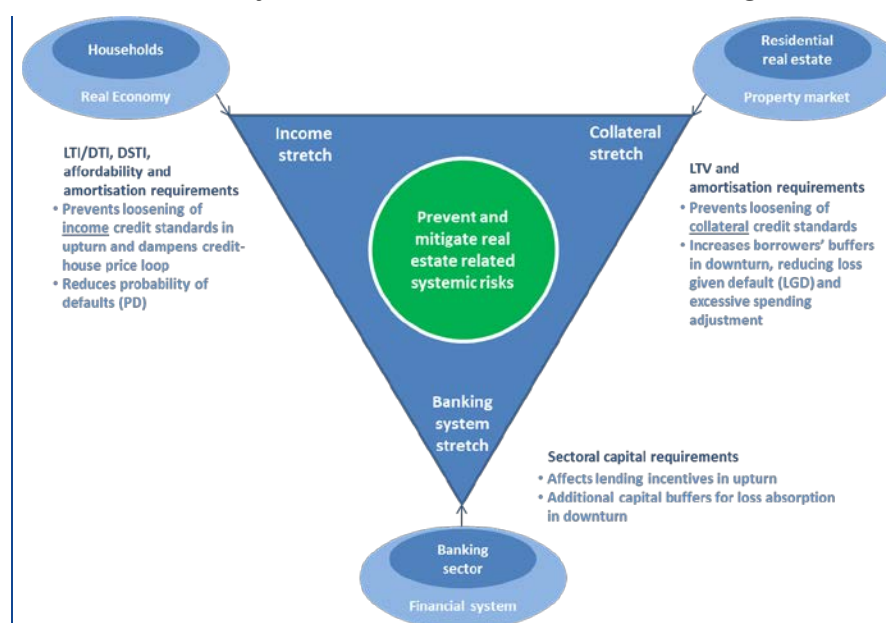 Households
Real Economy
Residential
real estate
Property market
Income
stretch
Collateral
stretch
LTI/DTI, DSTI,
affordability and
amortisation requirements
• Prevents loosening of
income credit standards in
upturn and dampens credit-
house price loop
• Reduces probability of
defaults (PD)
Prevent and
mitigate real
estate related
systemic risks
LTV and
amortisation requirements
• Prevents loosening of
collateral credit standards
• Increases borrowers' buffers
in downturn, reducing loss
given default (LGD) and
excessive spending
adjustment
Banking
system
stretch
Sectoral capital requirements
• Affects lending incentives in upturn
• Additional capital buffers for loss absorption
in downturn
Banking
sector
Financial system